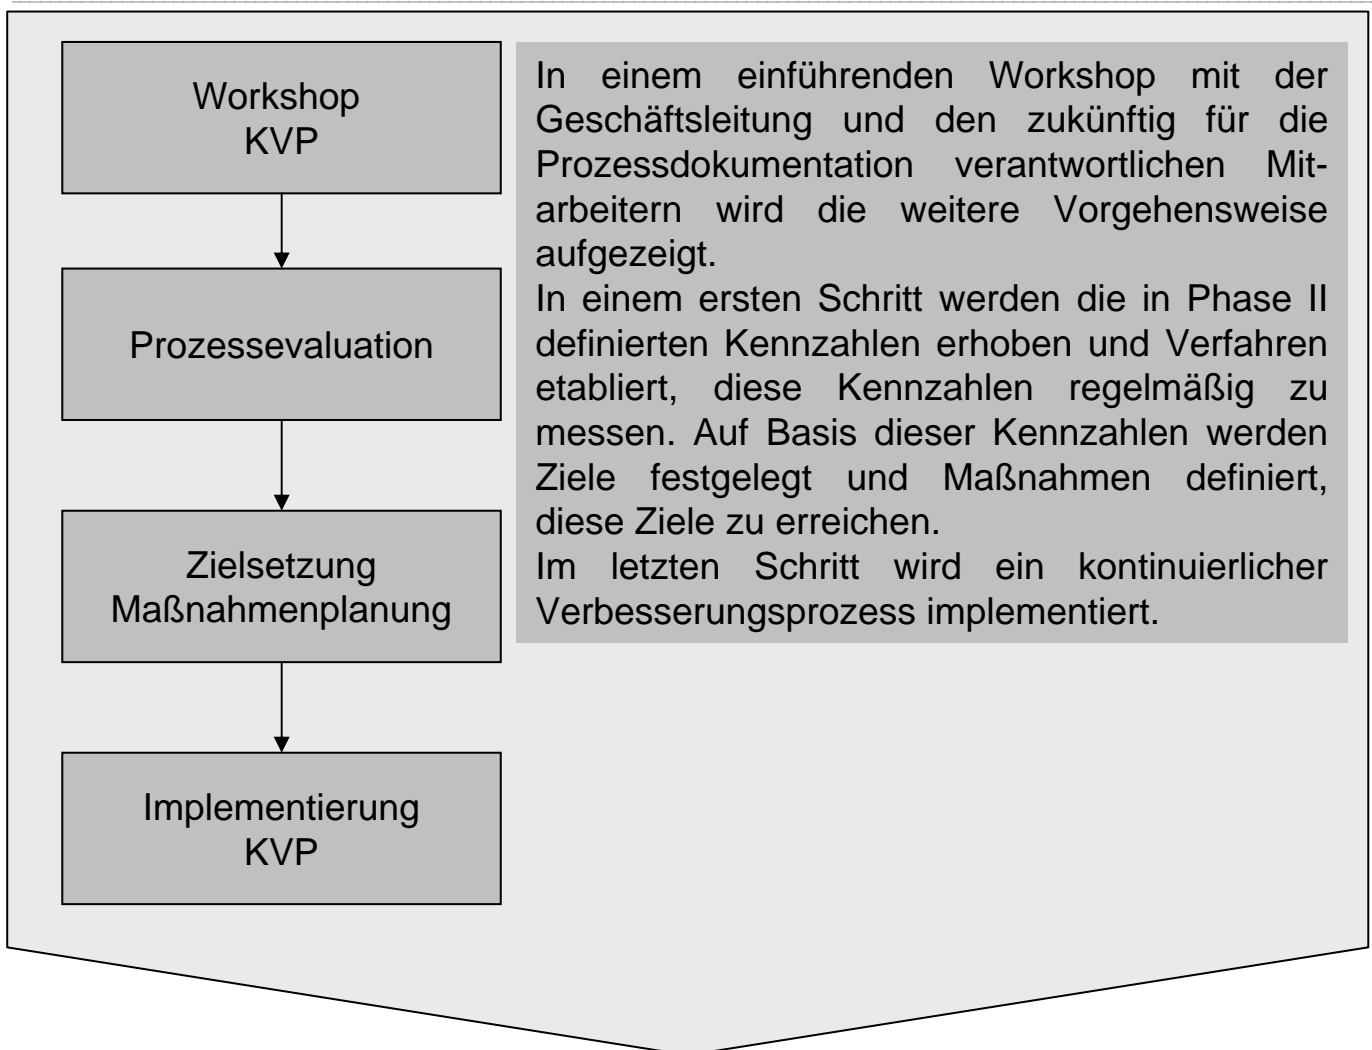 Workshop
KVP
Prozessevaluation
Zielsetzung
Maßnahmenplanung
Implementierung
KVP
In einem einführenden Workshop mit der
Geschäftsleitung und den zukünftig für die
Prozessdokumentation verantwortlichen Mit-
arbeitern wird die weitere Vorgehensweise
aufgezeigt.
In einem ersten Schritt werden die in Phase II
definierten Kennzahlen erhoben und Verfahren
etabliert, diese Kennzahlen regelmäßig zu
messen. Auf Basis dieser Kennzahlen werden
Ziele festgelegt und Maßnahmen definiert,
diese Ziele zu erreichen.
Im letzten Schritt wird ein kontinuierlicher
Verbesserungsprozess implementiert.